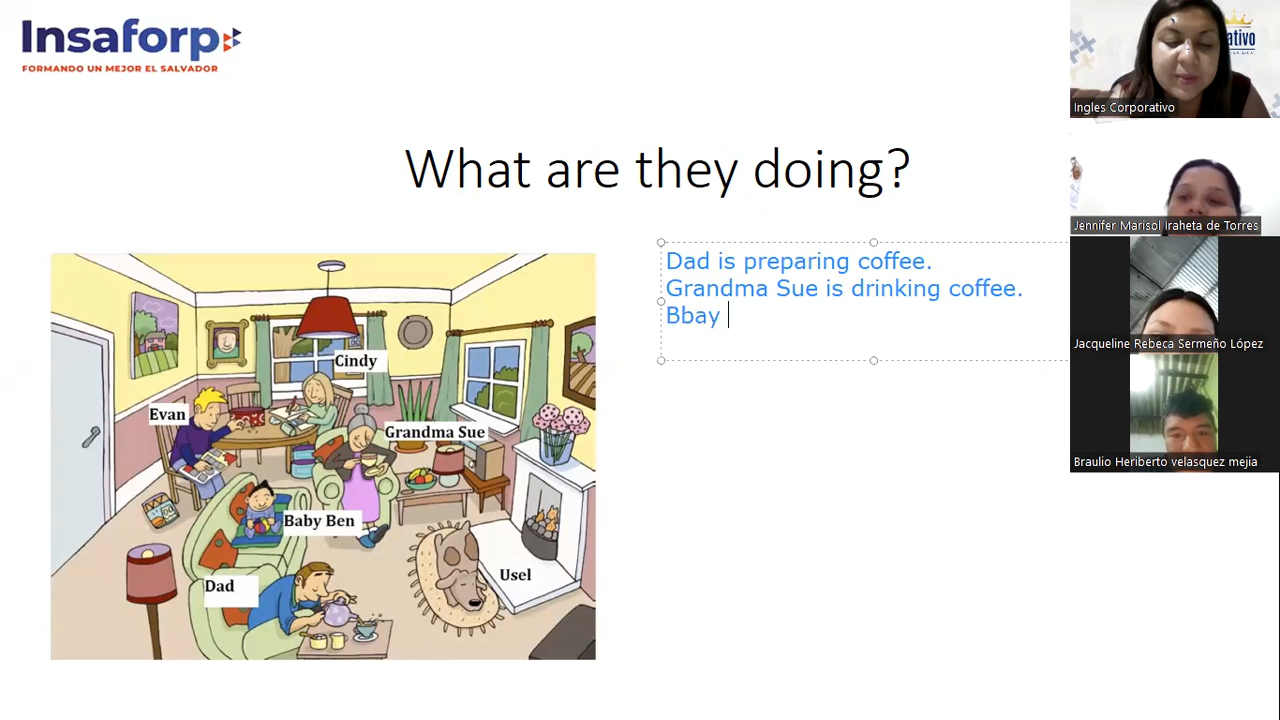 Insaforp
FORMANDO UN MEJOR EL SALVADOR
What are they doing?
Dad is preparing coffee.
Grandma Sue is drinking coffee.
Bbay
Cindy
Evan
Grandma Sue
Baby Ben
Usel
Dad
ativo
Ingles Corporativo
Jennifer Marisol Iraheta de Torres
Jacqueline Rebeca Sermeño López
Braulio Heriberto velasquez mejia